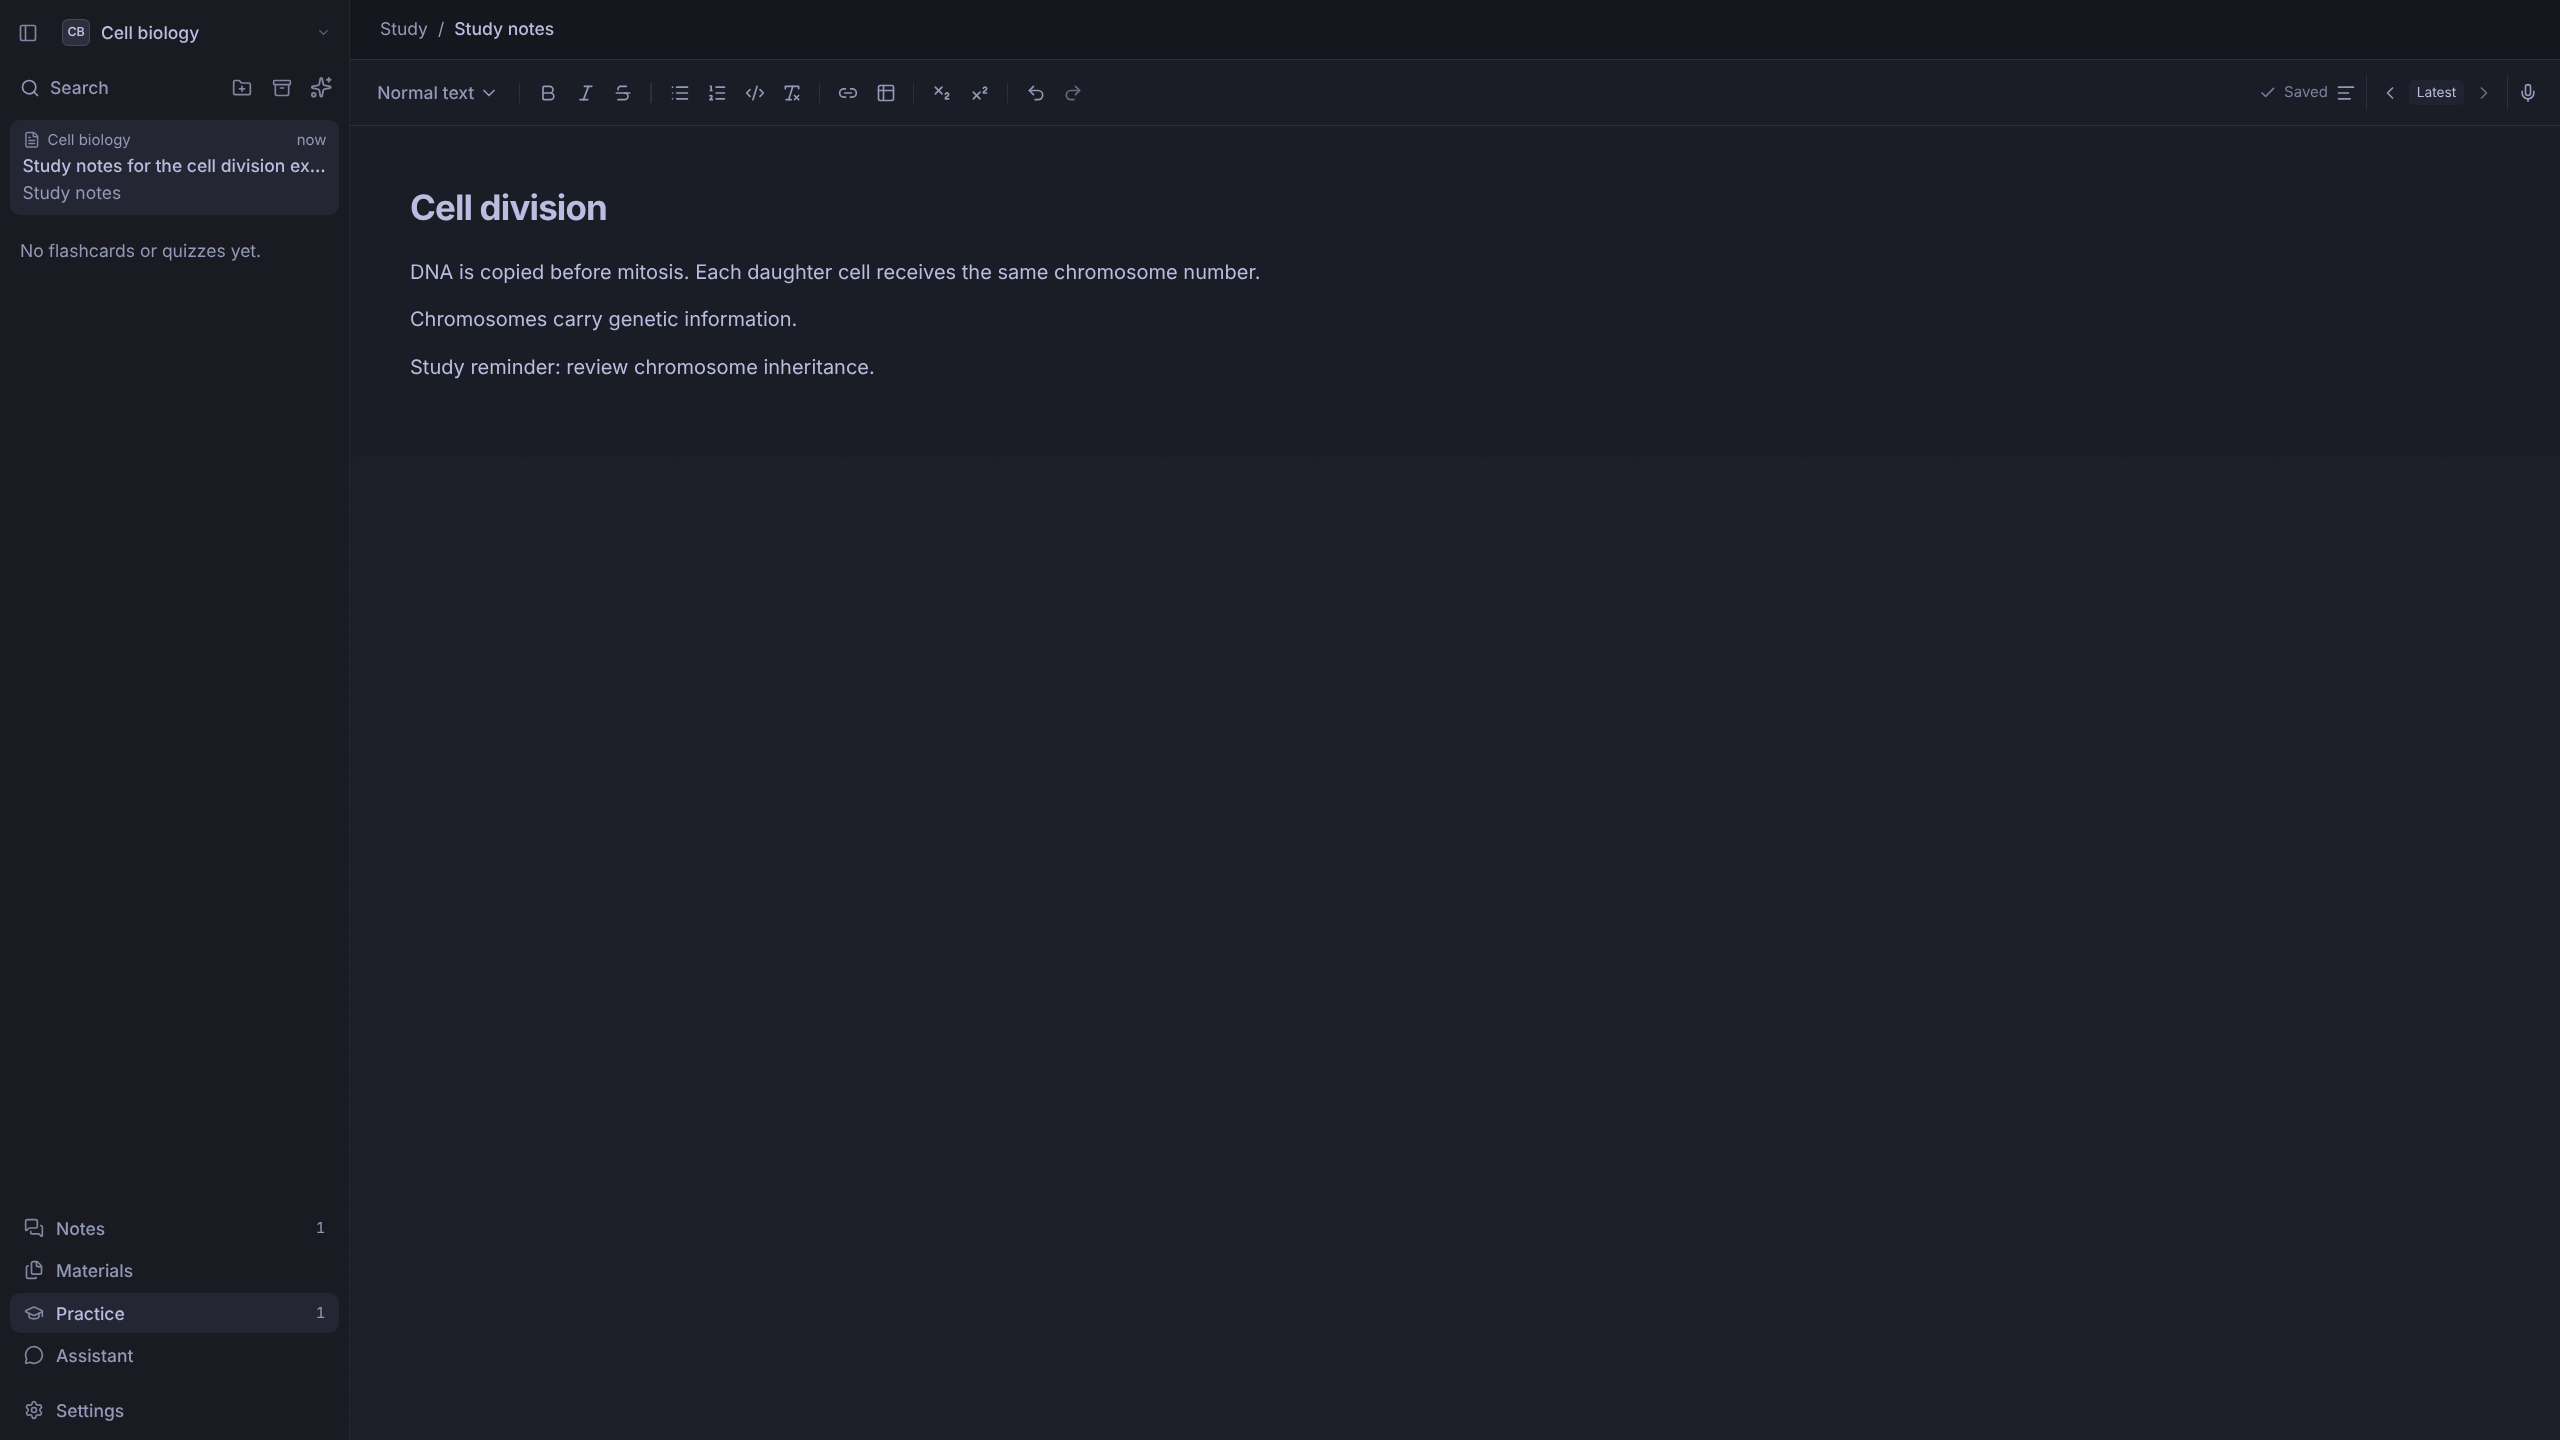 CB Cell biology
Search
Cell biology now
Study notes for the cell division ex...
Study notes
No flashcards or quizzes yet.
Notes 1
Materials
Practice 1
Assistant
Settings
Study / Study notes
Normal text
Saved
Latest
Cell division
DNA is copied before mitosis. Each daughter cell receives the same chromosome number.
Chromosomes carry genetic information.
Study reminder: review chromosome inheritance.